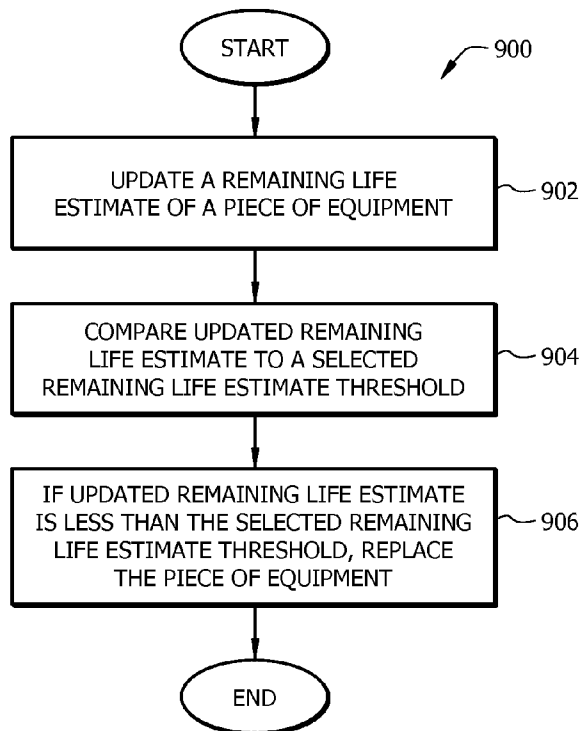 START
900
UPDATE A REMAINING LIFE
ESTIMATE OF A PIECE OF EQUIPMENT
902
COMPARE UPDATED REMAINING
LIFE ESTIMATE TO A SELECTED
REMAINING LIFE ESTIMATE THRESHOLD
904
IF UPDATED REMAINING LIFE ESTIMATE
IS LESS THAN THE SELECTED REMAINING
LIFE ESTIMATE THRESHOLD, REPLACE
THE PIECE OF EQUIPMENT
906
END